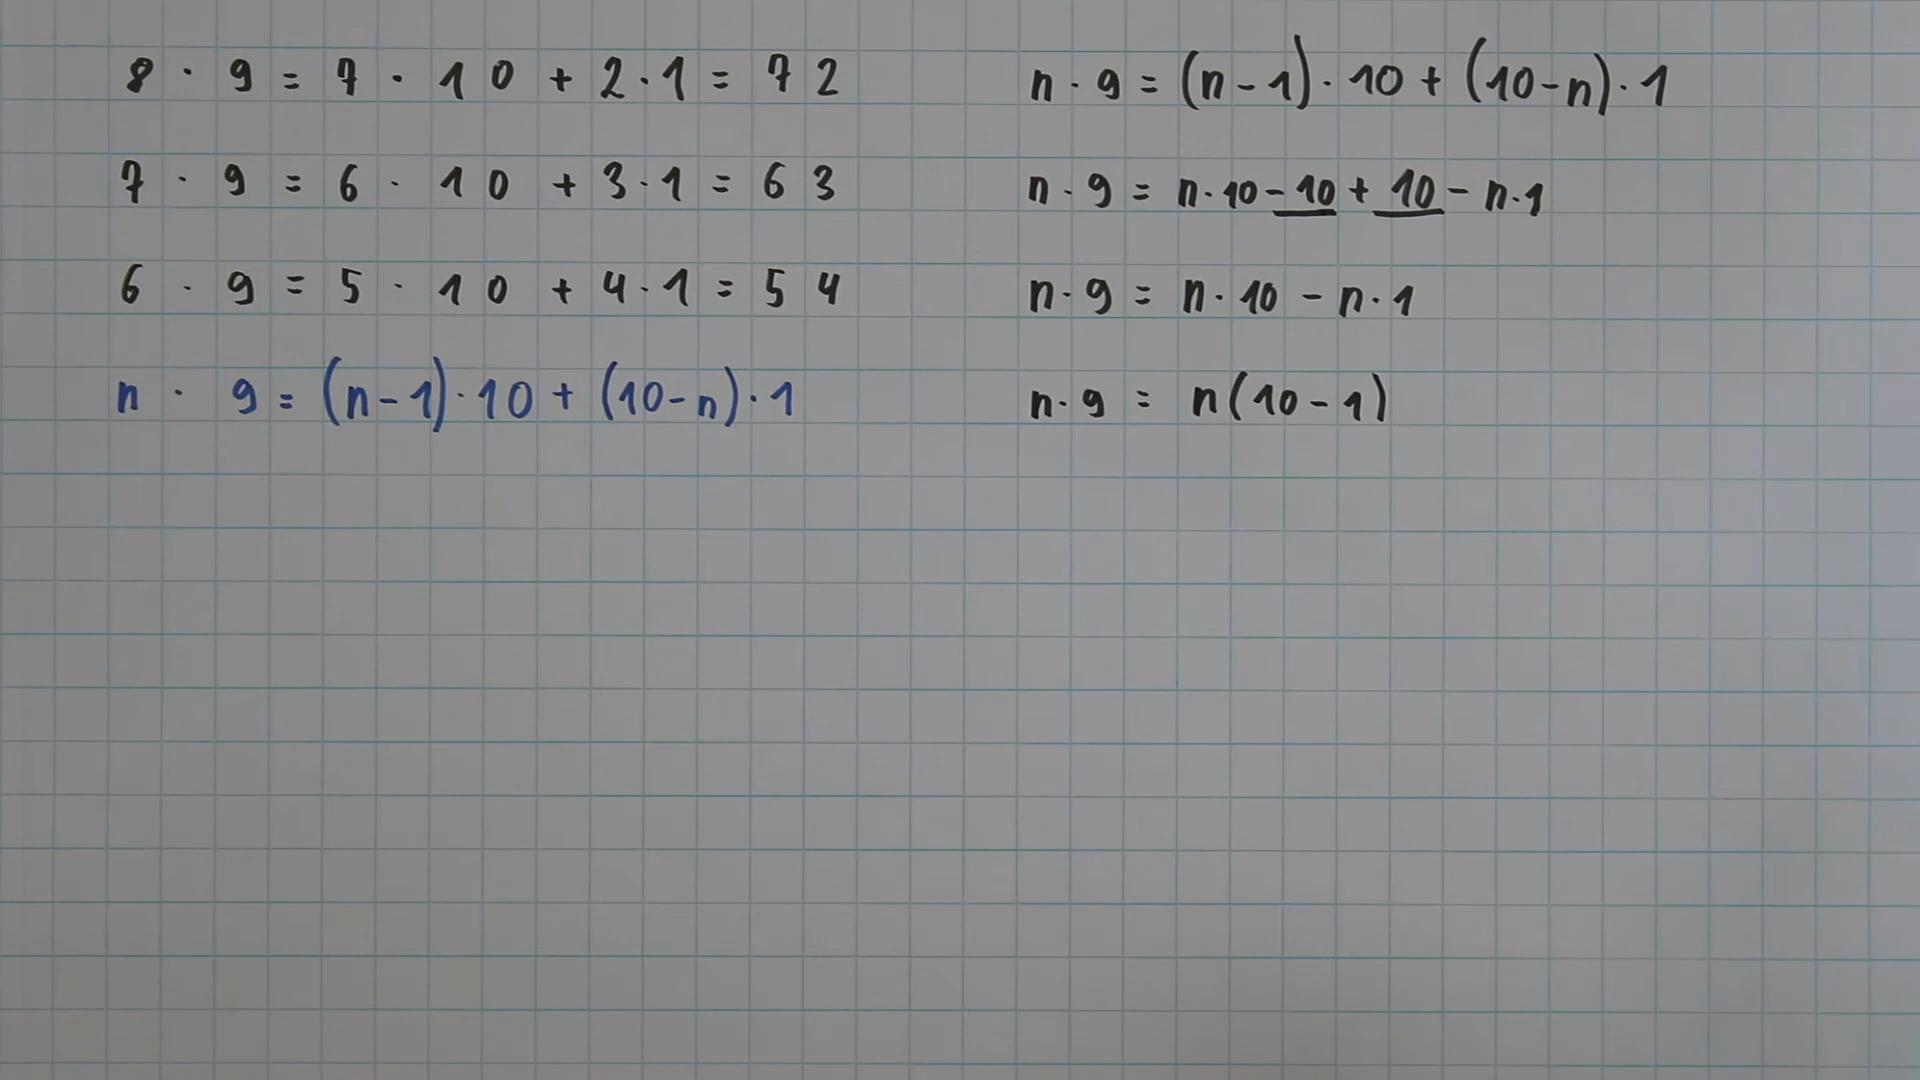 8 · 9 = 7 · 10 + 2 · 1 = 72
7 · 9 = 6 · 10 + 3 · 1 = 63
6 · 9 = 5 · 10 + 4 · 1 = 54
n · 9 = (n - 1) · 10 + (10 - n) · 1
n · 9 = (n - 1) · 10 + (10 - n) · 1
n · 9 = n · 10 - 10 + 10 - n · 1
n · 9 = n · 10 - n · 1
n · 9 = n(10 - 1)